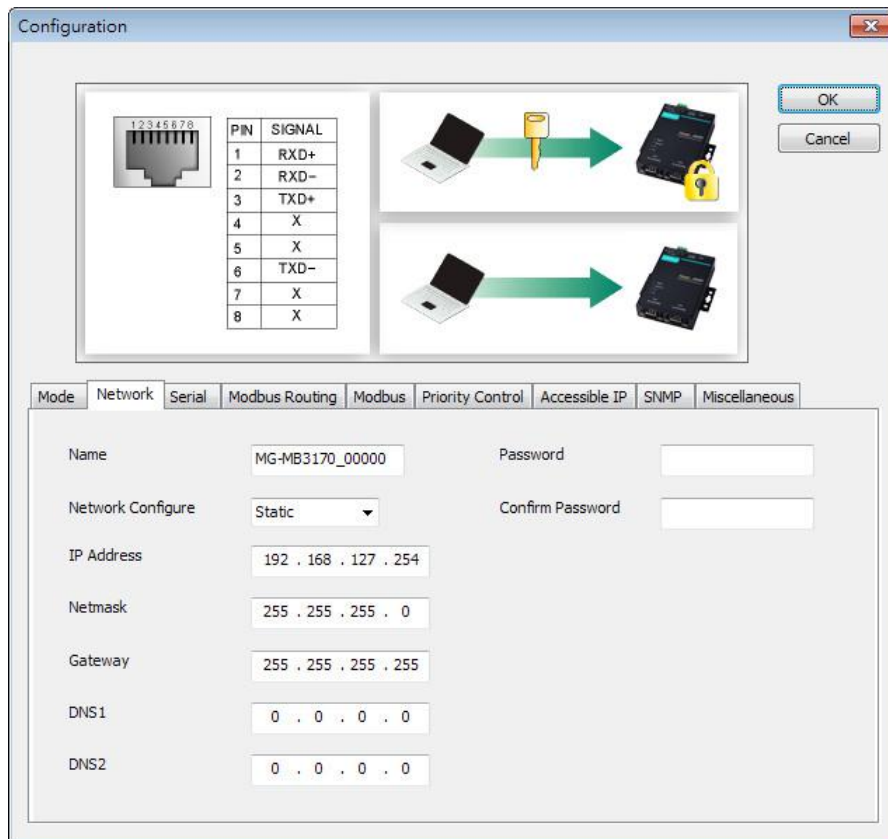 Configuration
12345678
PIN SIGNAL
1 RXD+
2 RXD-
3 TXD+
4 X
5 X
6 TXD-
7 X
8 X
OK
Cancel
Mode Network Serial Modbus Routing Modbus Priority Control Accessible IP SNMP Miscellaneous
Name MG-MB3170_00000 Password
Network Configure Static Confirm Password
IP Address 192 . 168 . 127 . 254
Netmask 255 . 255 . 255 . 0
Gateway 255 . 255 . 255 . 255
DNS1 0 . 0 . 0 . 0
DNS2 0 . 0 . 0 . 0